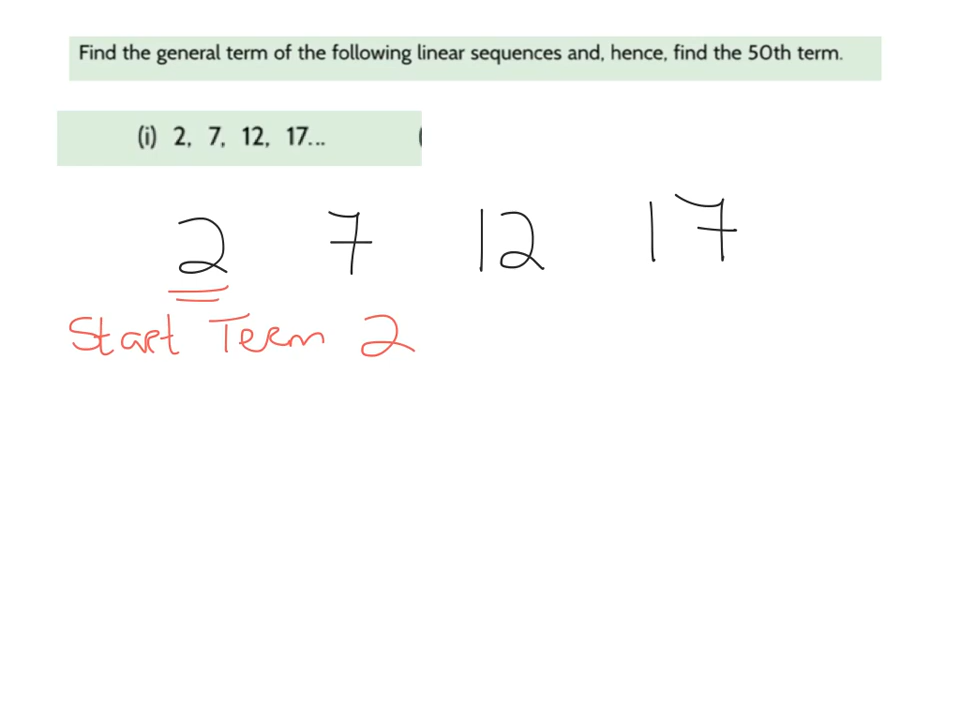 Find the general term of the following linear sequences and, hence, find the 50th term.
(i) 2, 7, 12, 17...
2 7 12 17
Start Term 2